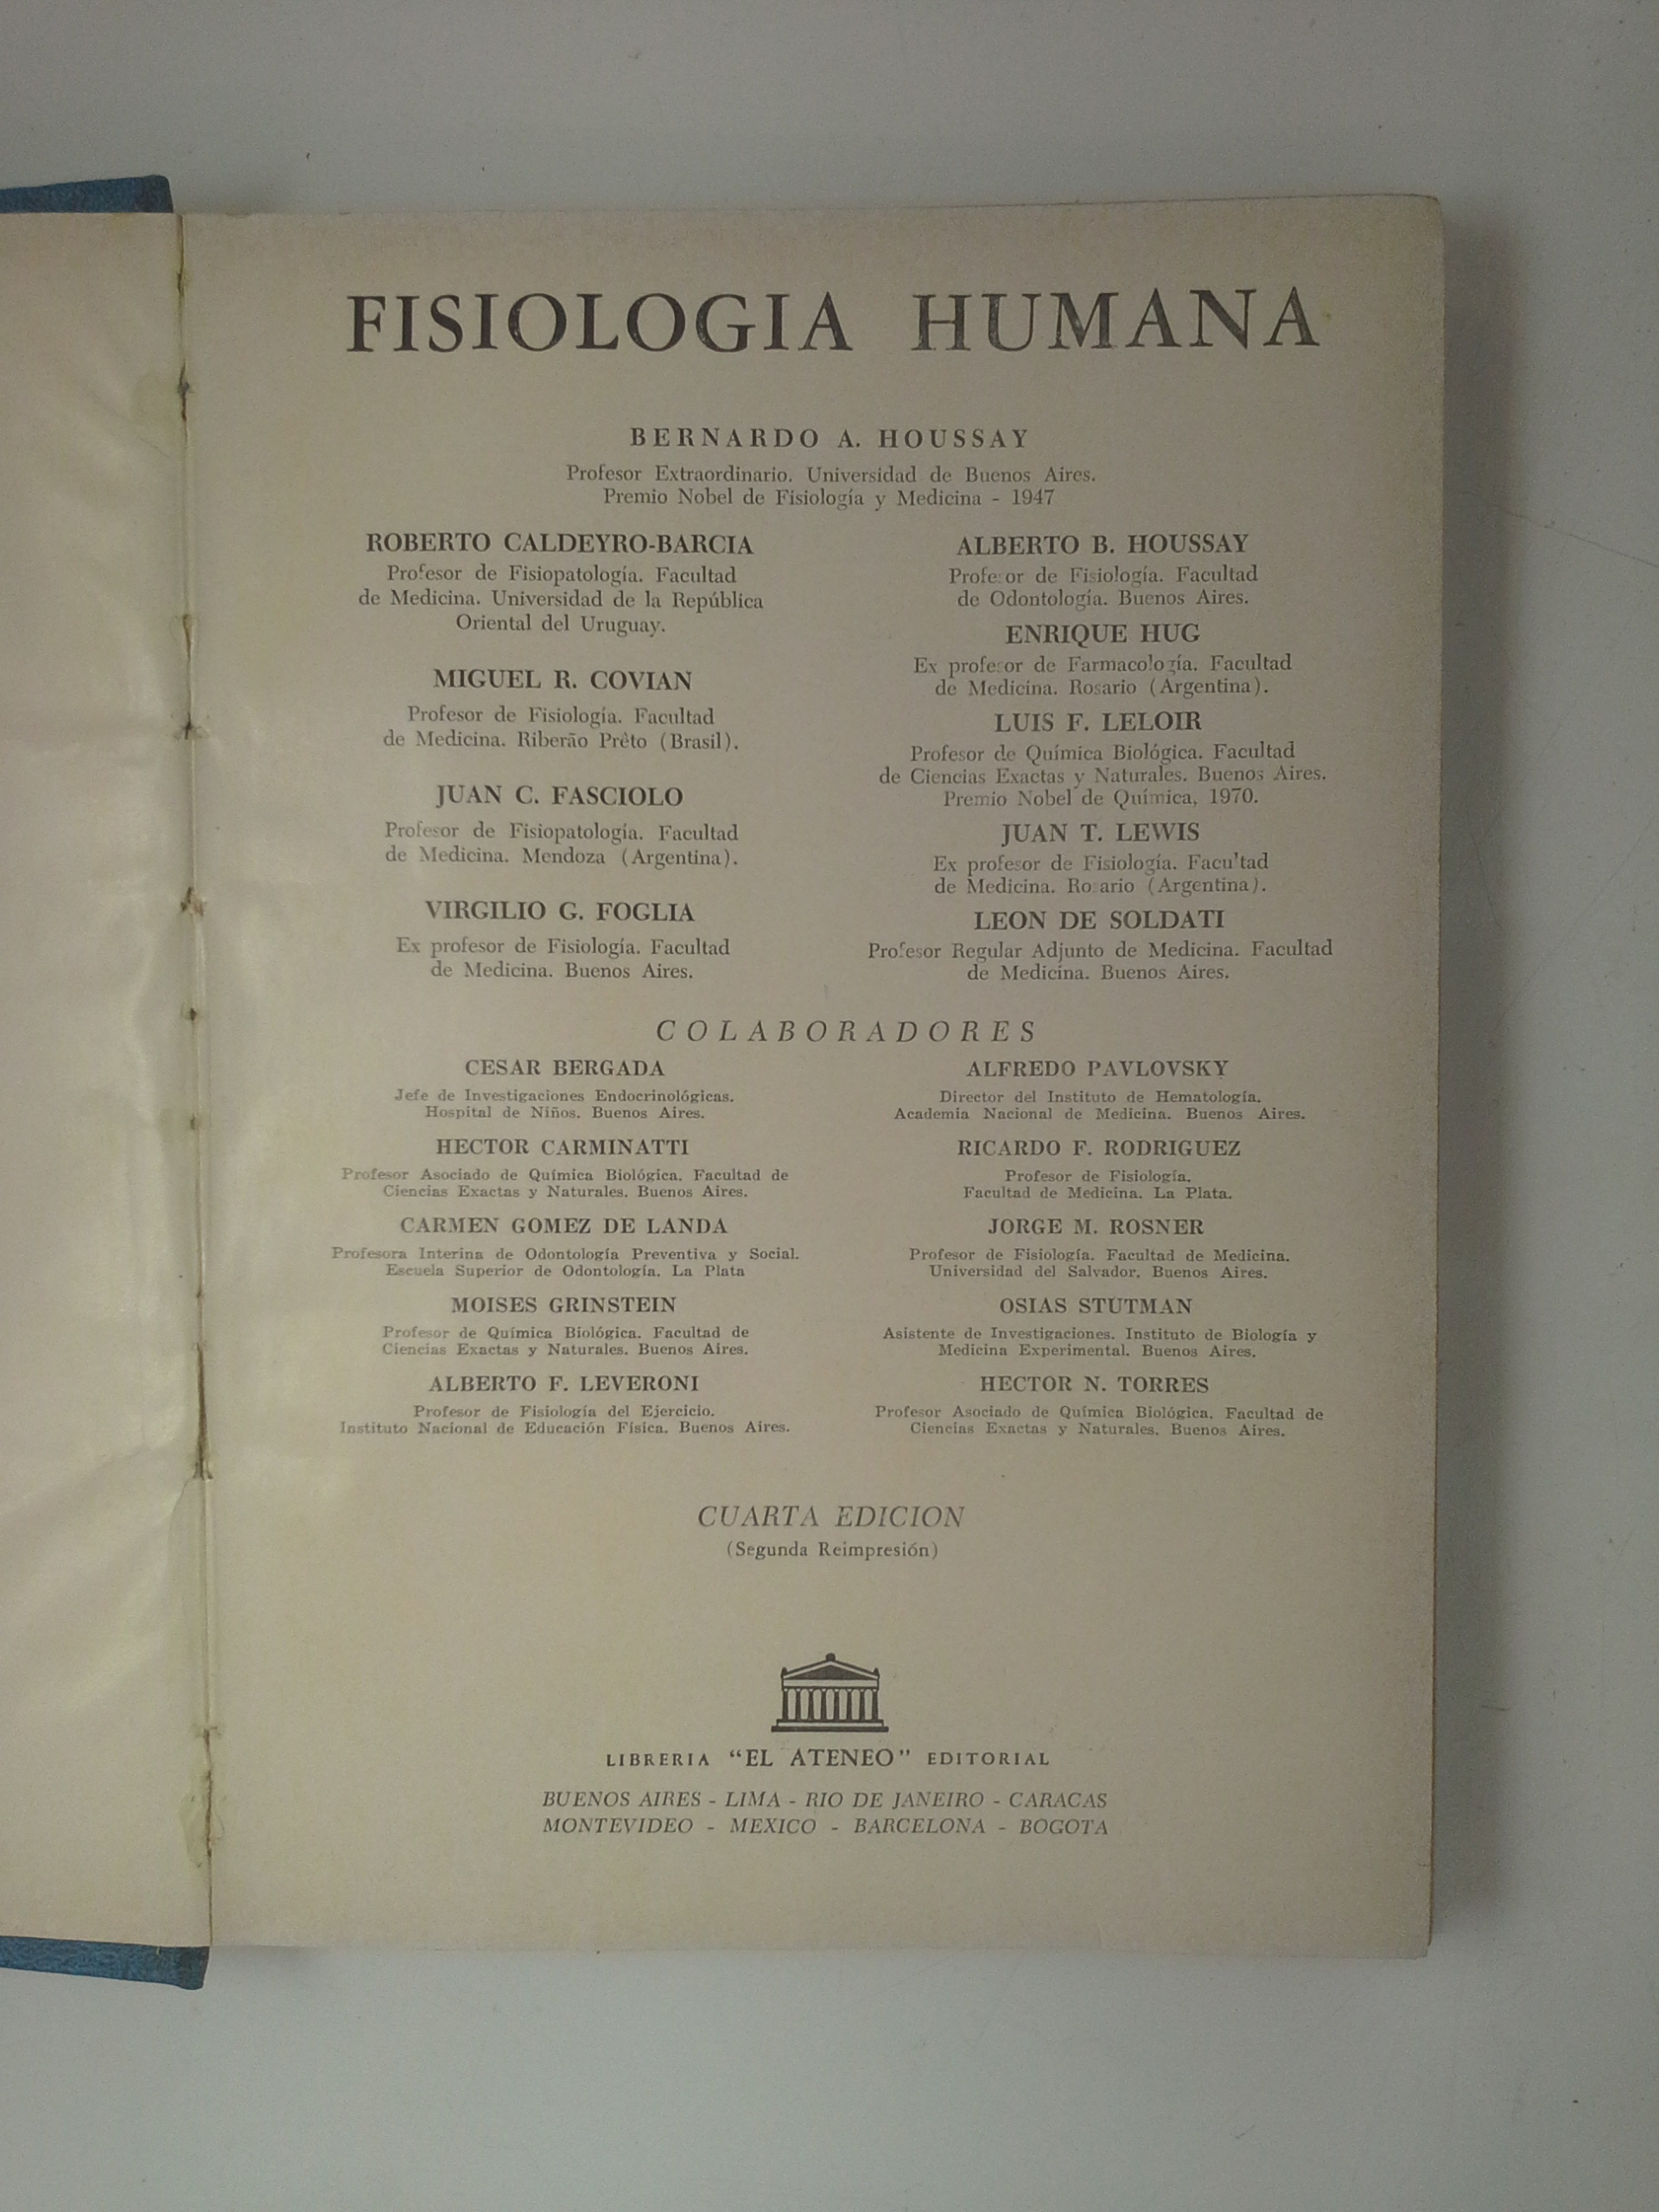 FISIOLOGIA HUMANA
BERNARDO A. HOUSSAY
Profesor Extraordinario. Universidad de Buenos Aires.
Premio Nobel de Fisiología y Medicina - 1947
ROBERTO CALDEYRO-BARCIA
Profesor de Fisiopatología. Facultad
de Medicina. Universidad de la República
Oriental del Uruguay.
MIGUEL R. COVIAN
Profesor de Fisiología. Facultad
de Medicina. Riberão Prêto (Brasil).
JUAN C. FASCIOLO
Profesor de Fisiopatología. Facultad
de Medicina. Mendoza (Argentina).
VIRGILIO G. FOGLIA
Ex profesor de Fisiología. Facultad
de Medicina. Buenos Aires.
ALBERTO B. HOUSSAY
Profesor de Fisiología. Facultad
de Odontología. Buenos Aires.
ENRIQUE HUG
Ex profesor de Farmacología. Facultad
de Medicina. Rosario (Argentina).
LUIS F. LELOIR
Profesor de Química Biológica. Facultad
de Ciencias Exactas y Naturales. Buenos Aires.
Premio Nobel de Química, 1970.
JUAN T. LEWIS
Ex profesor de Fisiología. Facultad
de Medicina. Rosario (Argentina).
LEON DE SOLDATI
Profesor Regular Adjunto de Medicina. Facultad
de Medicina. Buenos Aires.
COLABORADORES
CESAR BERGADA
Jefe de Investigaciones Endocrinológicas.
Hospital de Niños. Buenos Aires.
HECTOR CARMINATTI
Profesor Asociado de Química Biológica. Facultad de
Ciencias Exactas y Naturales. Buenos Aires.
CARMEN GOMEZ DE LANDA
Profesora Interina de Odontología Preventiva y Social.
Escuela Superior de Odontología. La Plata
MOISES GRINSTEIN
Profesor de Química Biológica. Facultad de
Ciencias Exactas y Naturales. Buenos Aires.
ALBERTO F. LEVERONI
Profesor de Fisiología del Ejercicio.
Instituto Nacional de Educación Física. Buenos Aires.
ALFREDO PAVLOVSKY
Director del Instituto de Hematología.
Academia Nacional de Medicina. Buenos Aires.
RICARDO F. RODRIGUEZ
Profesor de Fisiología.
Facultad de Medicina. La Plata.
JORGE M. ROSNER
Profesor de Fisiología. Facultad de Medicina.
Universidad del Salvador. Buenos Aires.
OSIAS STUTMAN
Asistente de Investigaciones. Instituto de Biología y
Medicina Experimental. Buenos Aires.
HECTOR N. TORRES
Profesor Asociado de Química Biológica. Facultad de
Ciencias Exactas y Naturales. Buenos Aires.
CUARTA EDICION
(Segunda Reimpresión)
LIBRERIA "EL ATENEO" EDITORIAL
BUENOS AIRES - LIMA - RIO DE JANEIRO - CARACAS
MONTEVIDEO - MEXICO - BARCELONA - BOGOTA